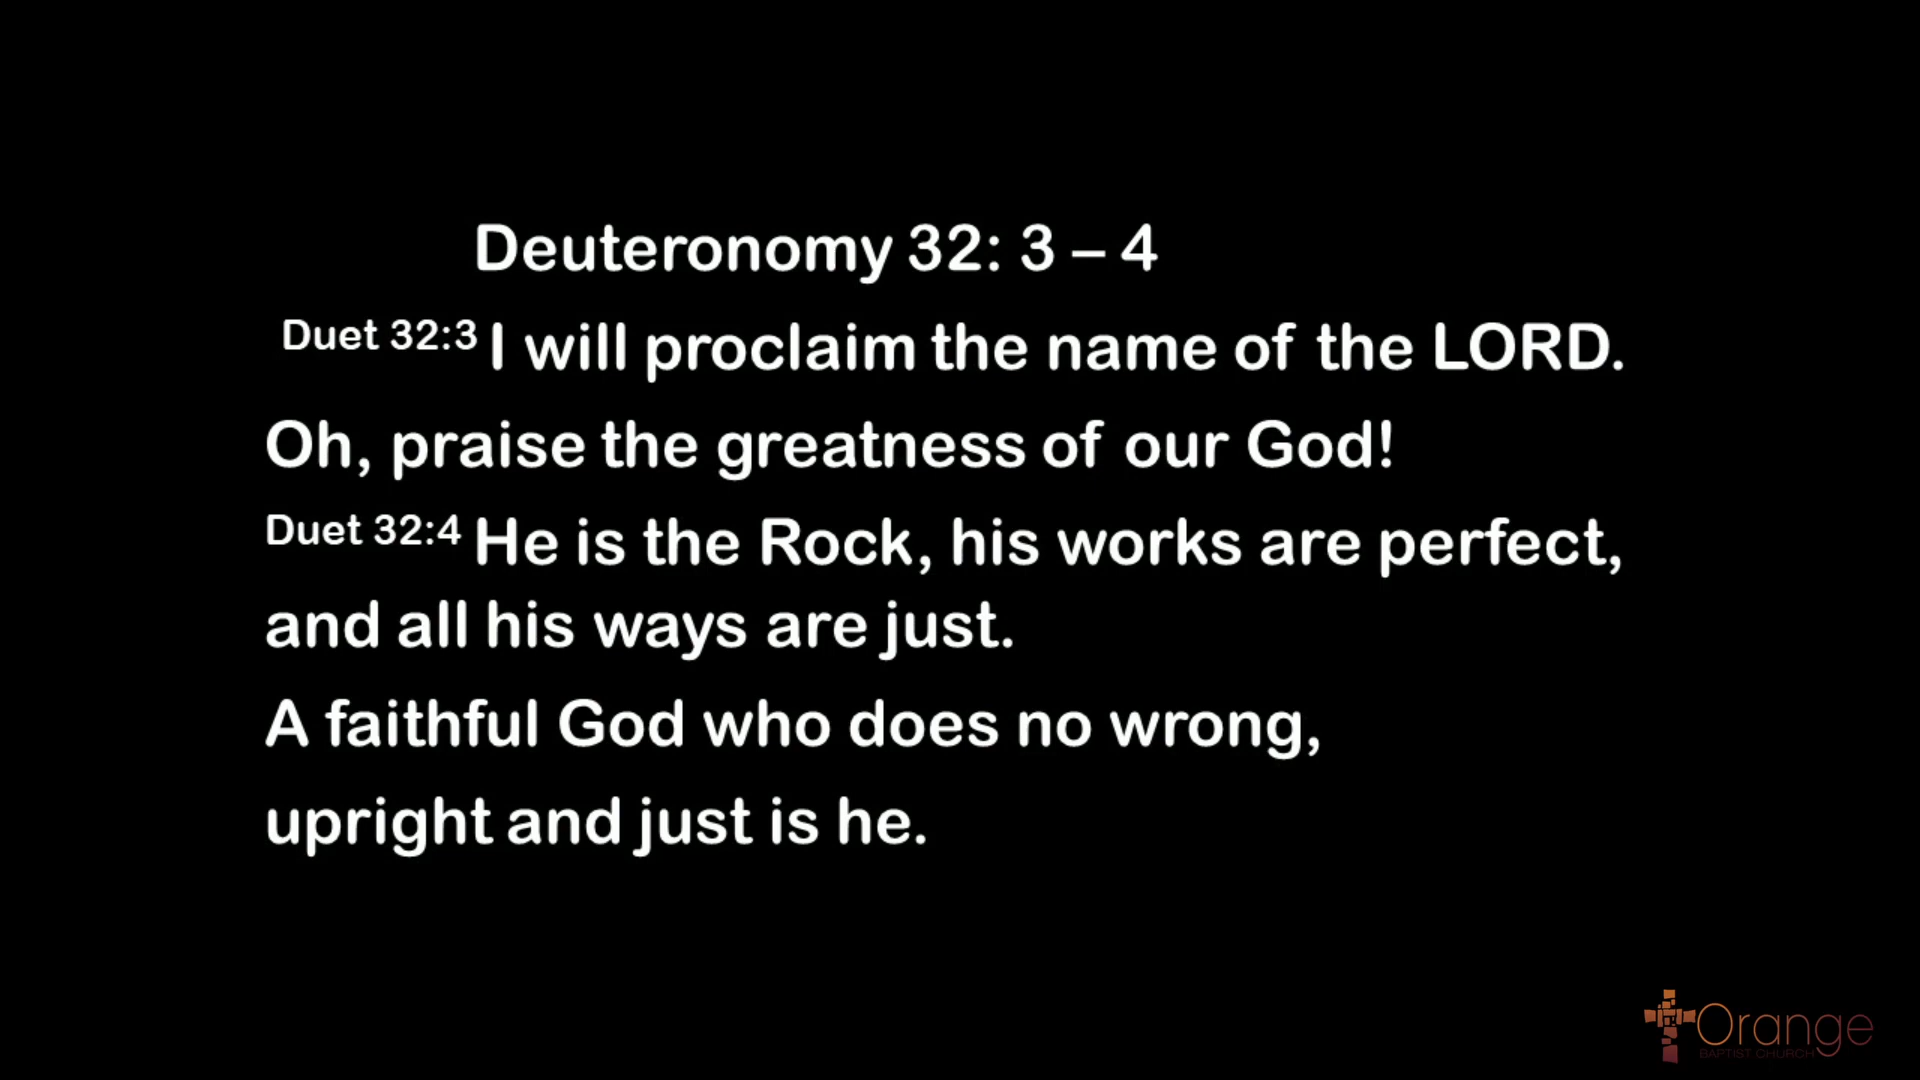 Deuteronomy 32: 3 – 4
Duet 32:3 I will proclaim the name of the LORD.
Oh, praise the greatness of our God!
Duet 32:4 He is the Rock, his works are perfect,
and all his ways are just.
A faithful God who does no wrong,
upright and just is he.
Orange
BAPTIST CHURCH